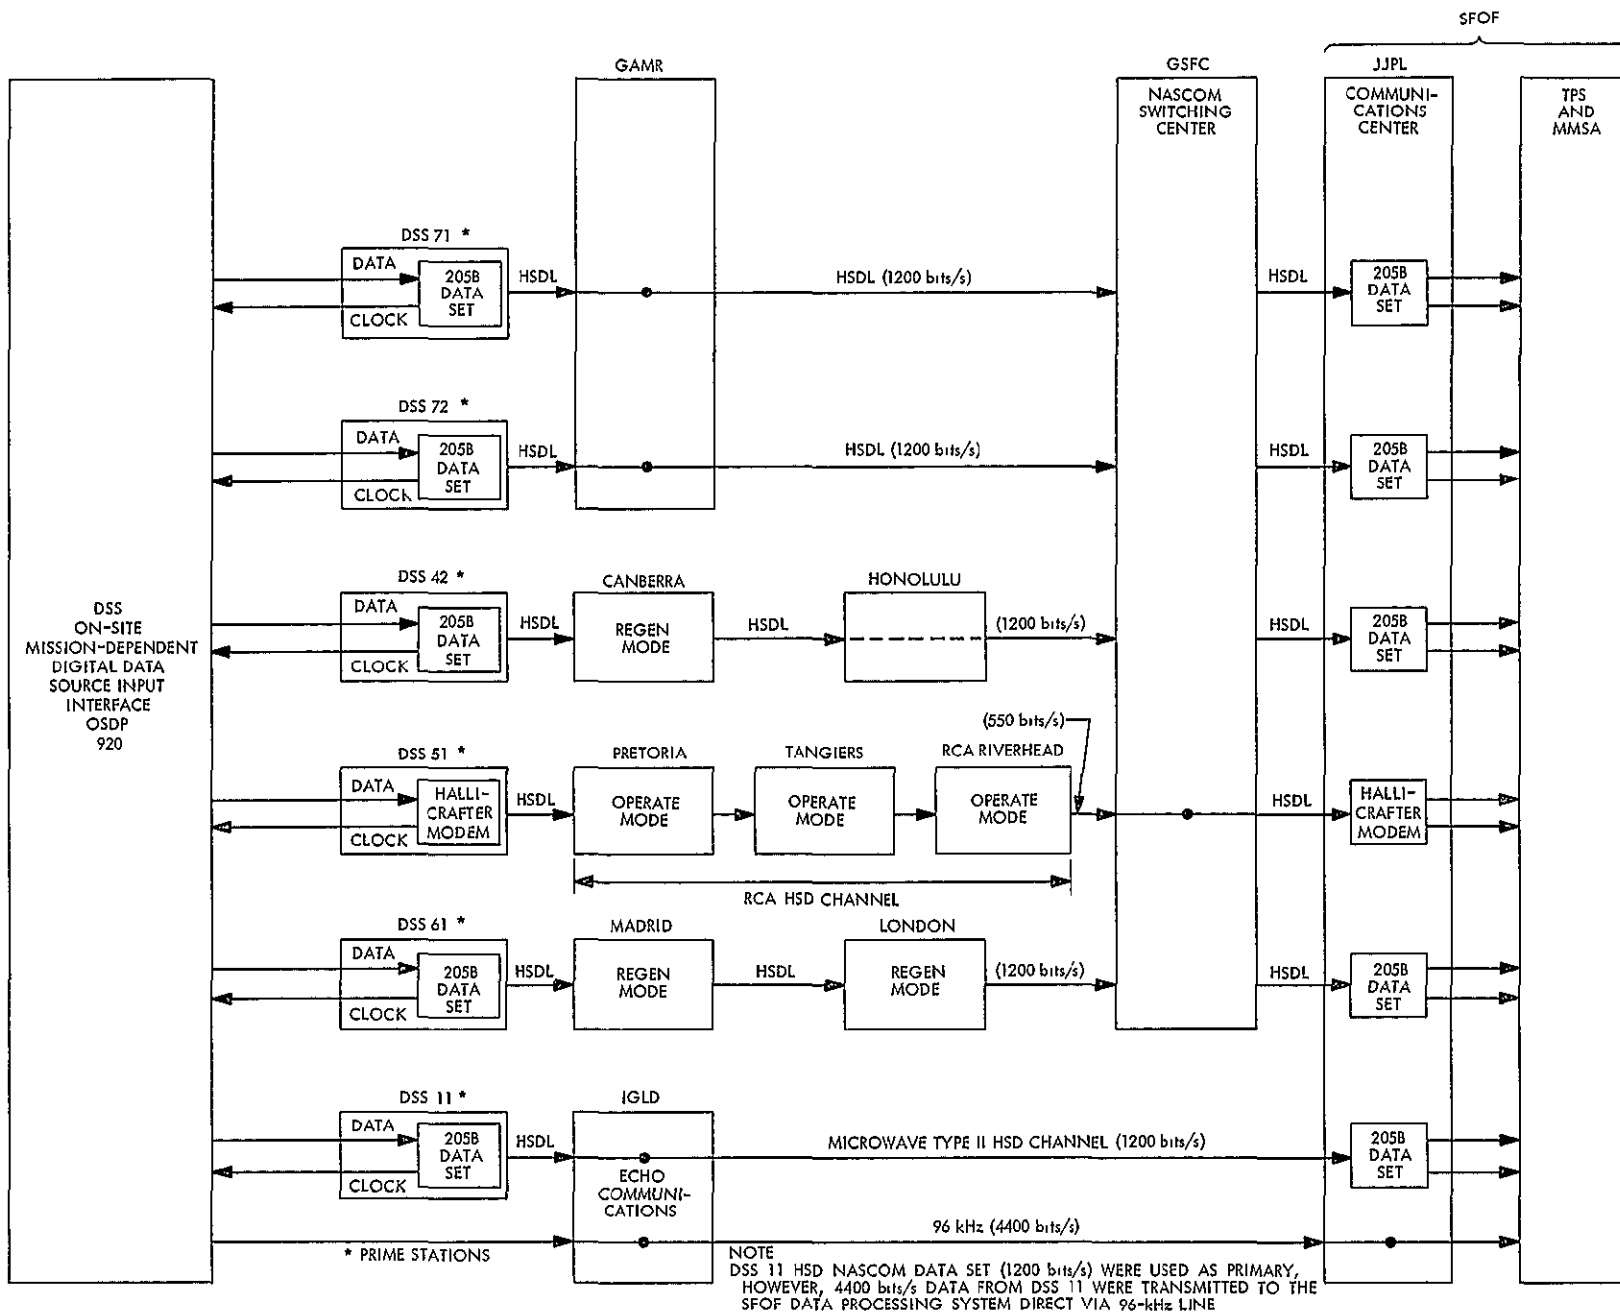 SFOF
GAMR
GSFC
JJPL
NASCOM
SWITCHING
CENTER
COMMUNI-
CATIONS
CENTER
TPS
AND
MMSA
DSS
ON-SITE
MISSION-DEPENDENT
DIGITAL DATA
SOURCE INPUT
INTERFACE
OSDP
920
DSS 71 *
DATA
CLOCK
205B
DATA
SET
HSDL
HSDL (1200 bits/s)
HSDL
205B
DATA
SET
DSS 72 *
DATA
CLOCK
205B
DATA
SET
HSDL
HSDL (1200 bits/s)
HSDL
205B
DATA
SET
DSS 42 *
DATA
CLOCK
205B
DATA
SET
HSDL
CANBERRA
REGEN
MODE
HSDL
HONOLULU
(1200 bits/s)
HSDL
205B
DATA
SET
DSS 51 *
DATA
CLOCK
HALLI-
CRAFTER
MODEM
HSDL
PRETORIA
OPERATE
MODE
TANGIERS
OPERATE
MODE
RCA RIVERHEAD
OPERATE
MODE
(550 bits/s)
HSDL
HALLI-
CRAFTER
MODEM
RCA HSD CHANNEL
DSS 61 *
DATA
CLOCK
205B
DATA
SET
HSDL
MADRID
REGEN
MODE
HSDL
LONDON
REGEN
MODE
(1200 bits/s)
HSDL
205B
DATA
SET
DSS 11 *
DATA
CLOCK
205B
DATA
SET
HSDL
IGLD
ECHO
COMMUNI-
CATIONS
MICROWAVE TYPE II HSD CHANNEL (1200 bits/s)
205B
DATA
SET
96 kHz (4400 bits/s)
* PRIME STATIONS
NOTE
DSS 11 HSD NASCOM DATA SET (1200 bits/s) WERE USED AS PRIMARY,
HOWEVER, 4400 bits/s DATA FROM DSS 11 WERE TRANSMITTED TO THE
SFOF DATA PROCESSING SYSTEM DIRECT VIA 96-kHz LINE